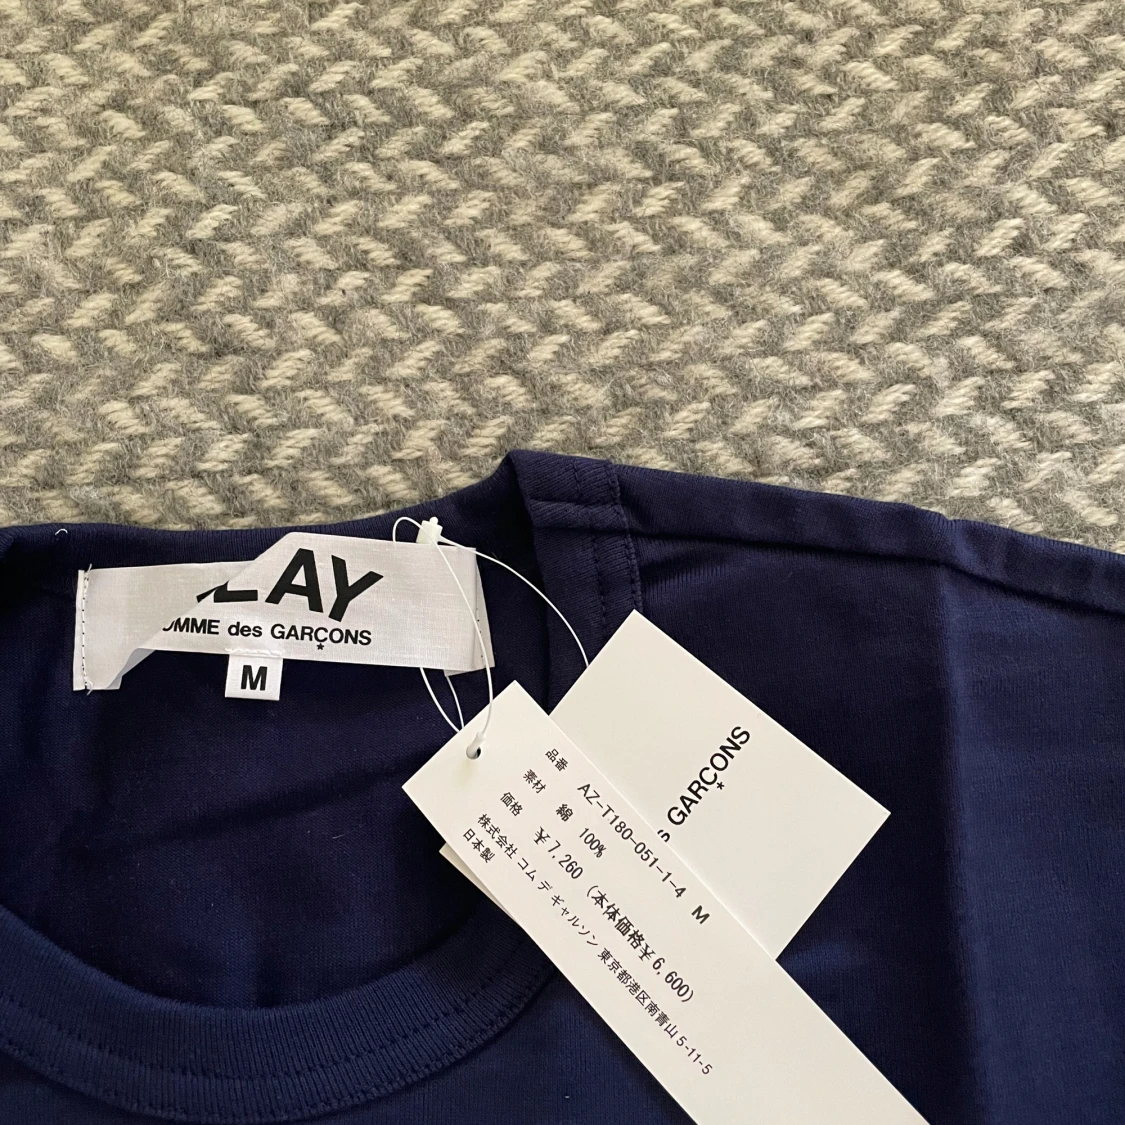 LAY
OMME des GARÇONS
M
GARÇONS
品番 AZ-T180-051-1-4 M
素材 綿 100%
価格 ¥7,260 (本体価格¥6,600)
株式会社 コム デ ギャルソン 東京都港区南青山5-11-5
日本製